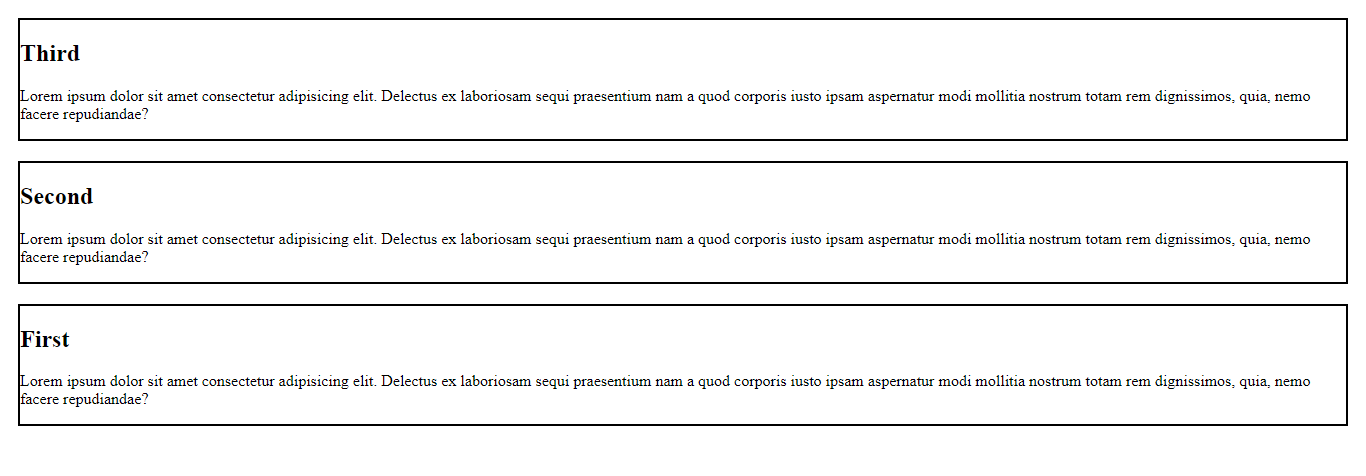 Third
Lorem ipsum dolor sit amet consectetur adipisicing elit. Delectus ex laboriosam sequi praesentium nam a quod corporis iusto ipsam aspernatur modi mollitia nostrum totam rem dignissimos, quia, nemo
facere repudiandae?
Second
Lorem ipsum dolor sit amet consectetur adipisicing elit. Delectus ex laboriosam sequi praesentium nam a quod corporis iusto ipsam aspernatur modi mollitia nostrum totam rem dignissimos, quia, nemo
facere repudiandae?
First
Lorem ipsum dolor sit amet consectetur adipisicing elit. Delectus ex laboriosam sequi praesentium nam a quod corporis iusto ipsam aspernatur modi mollitia nostrum totam rem dignissimos, quia, nemo
facere repudiandae?